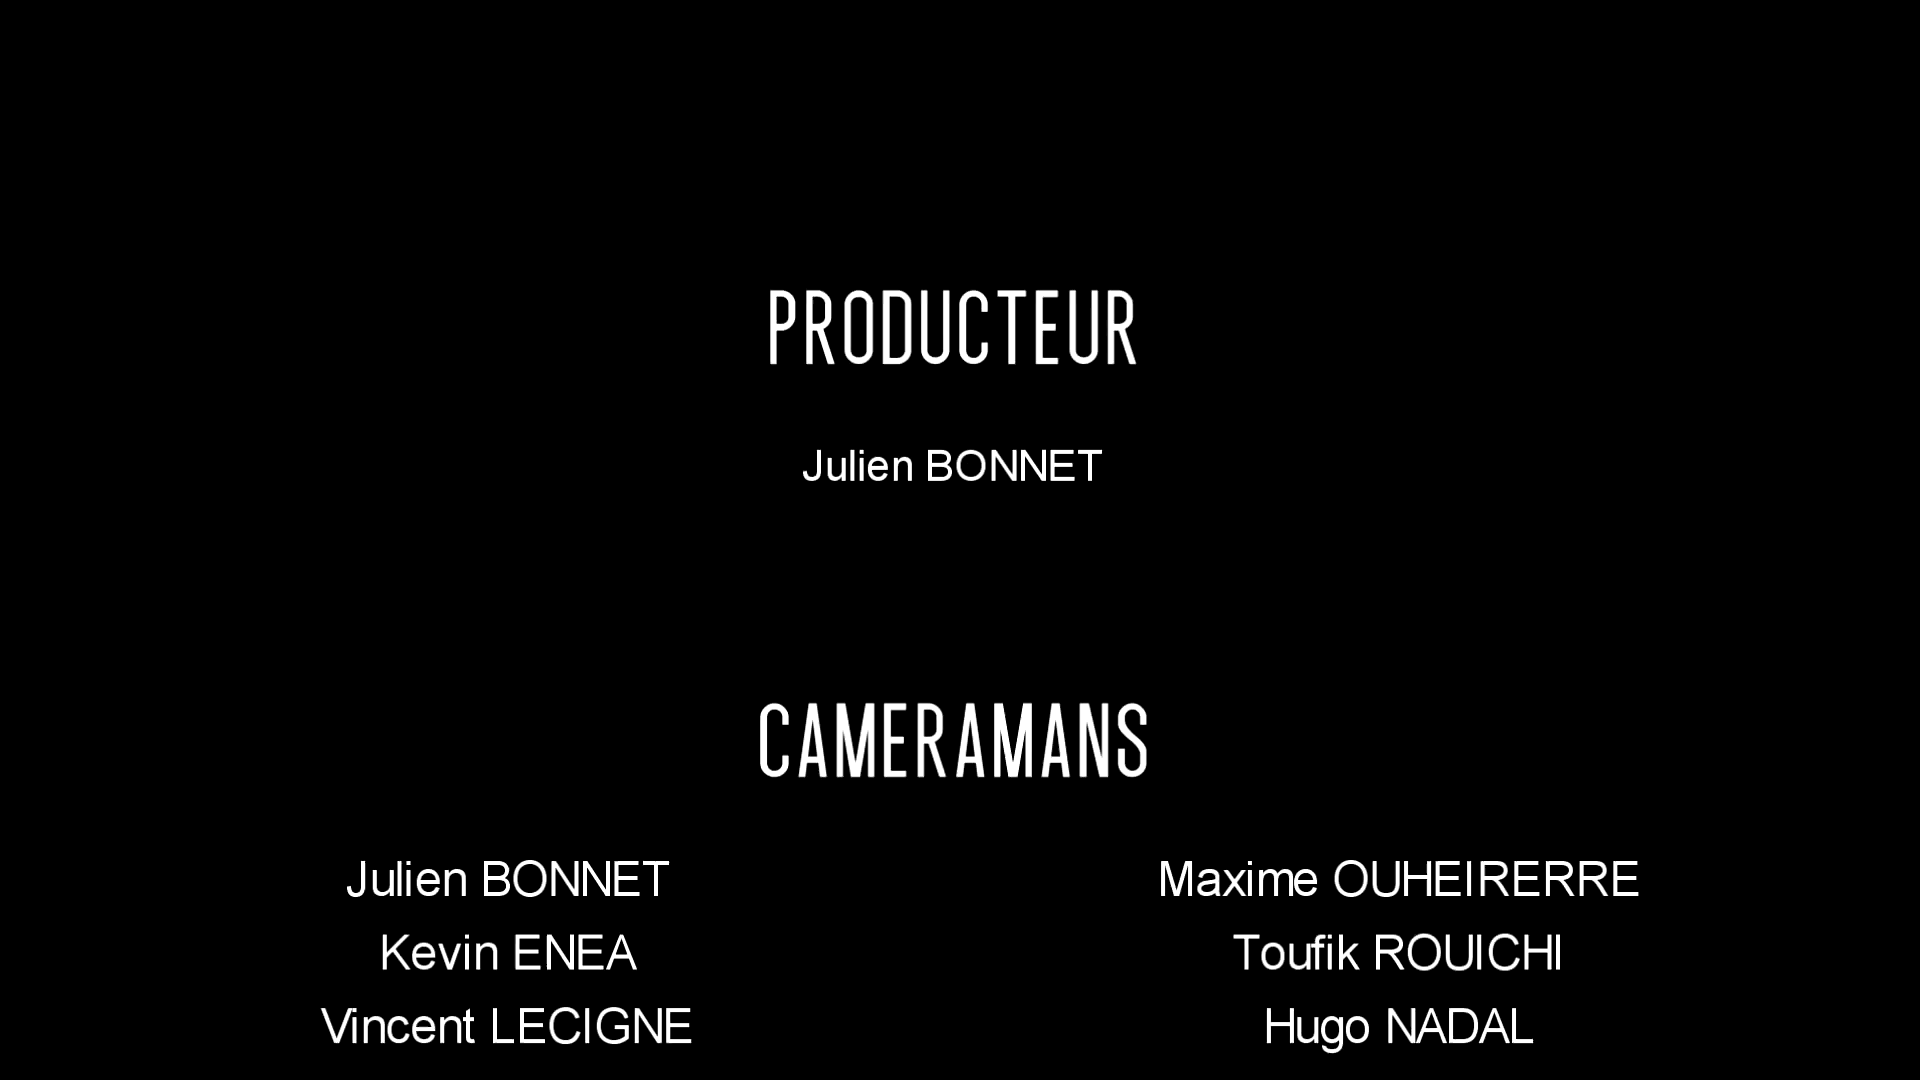 PRODUCTEUR
Julien BONNET
CAMERAMANS
Julien BONNET
Maxime OUHEIRERRE
Kevin ENEA
Toufik ROUICHI
Vincent LECIGNE
Hugo NADAL